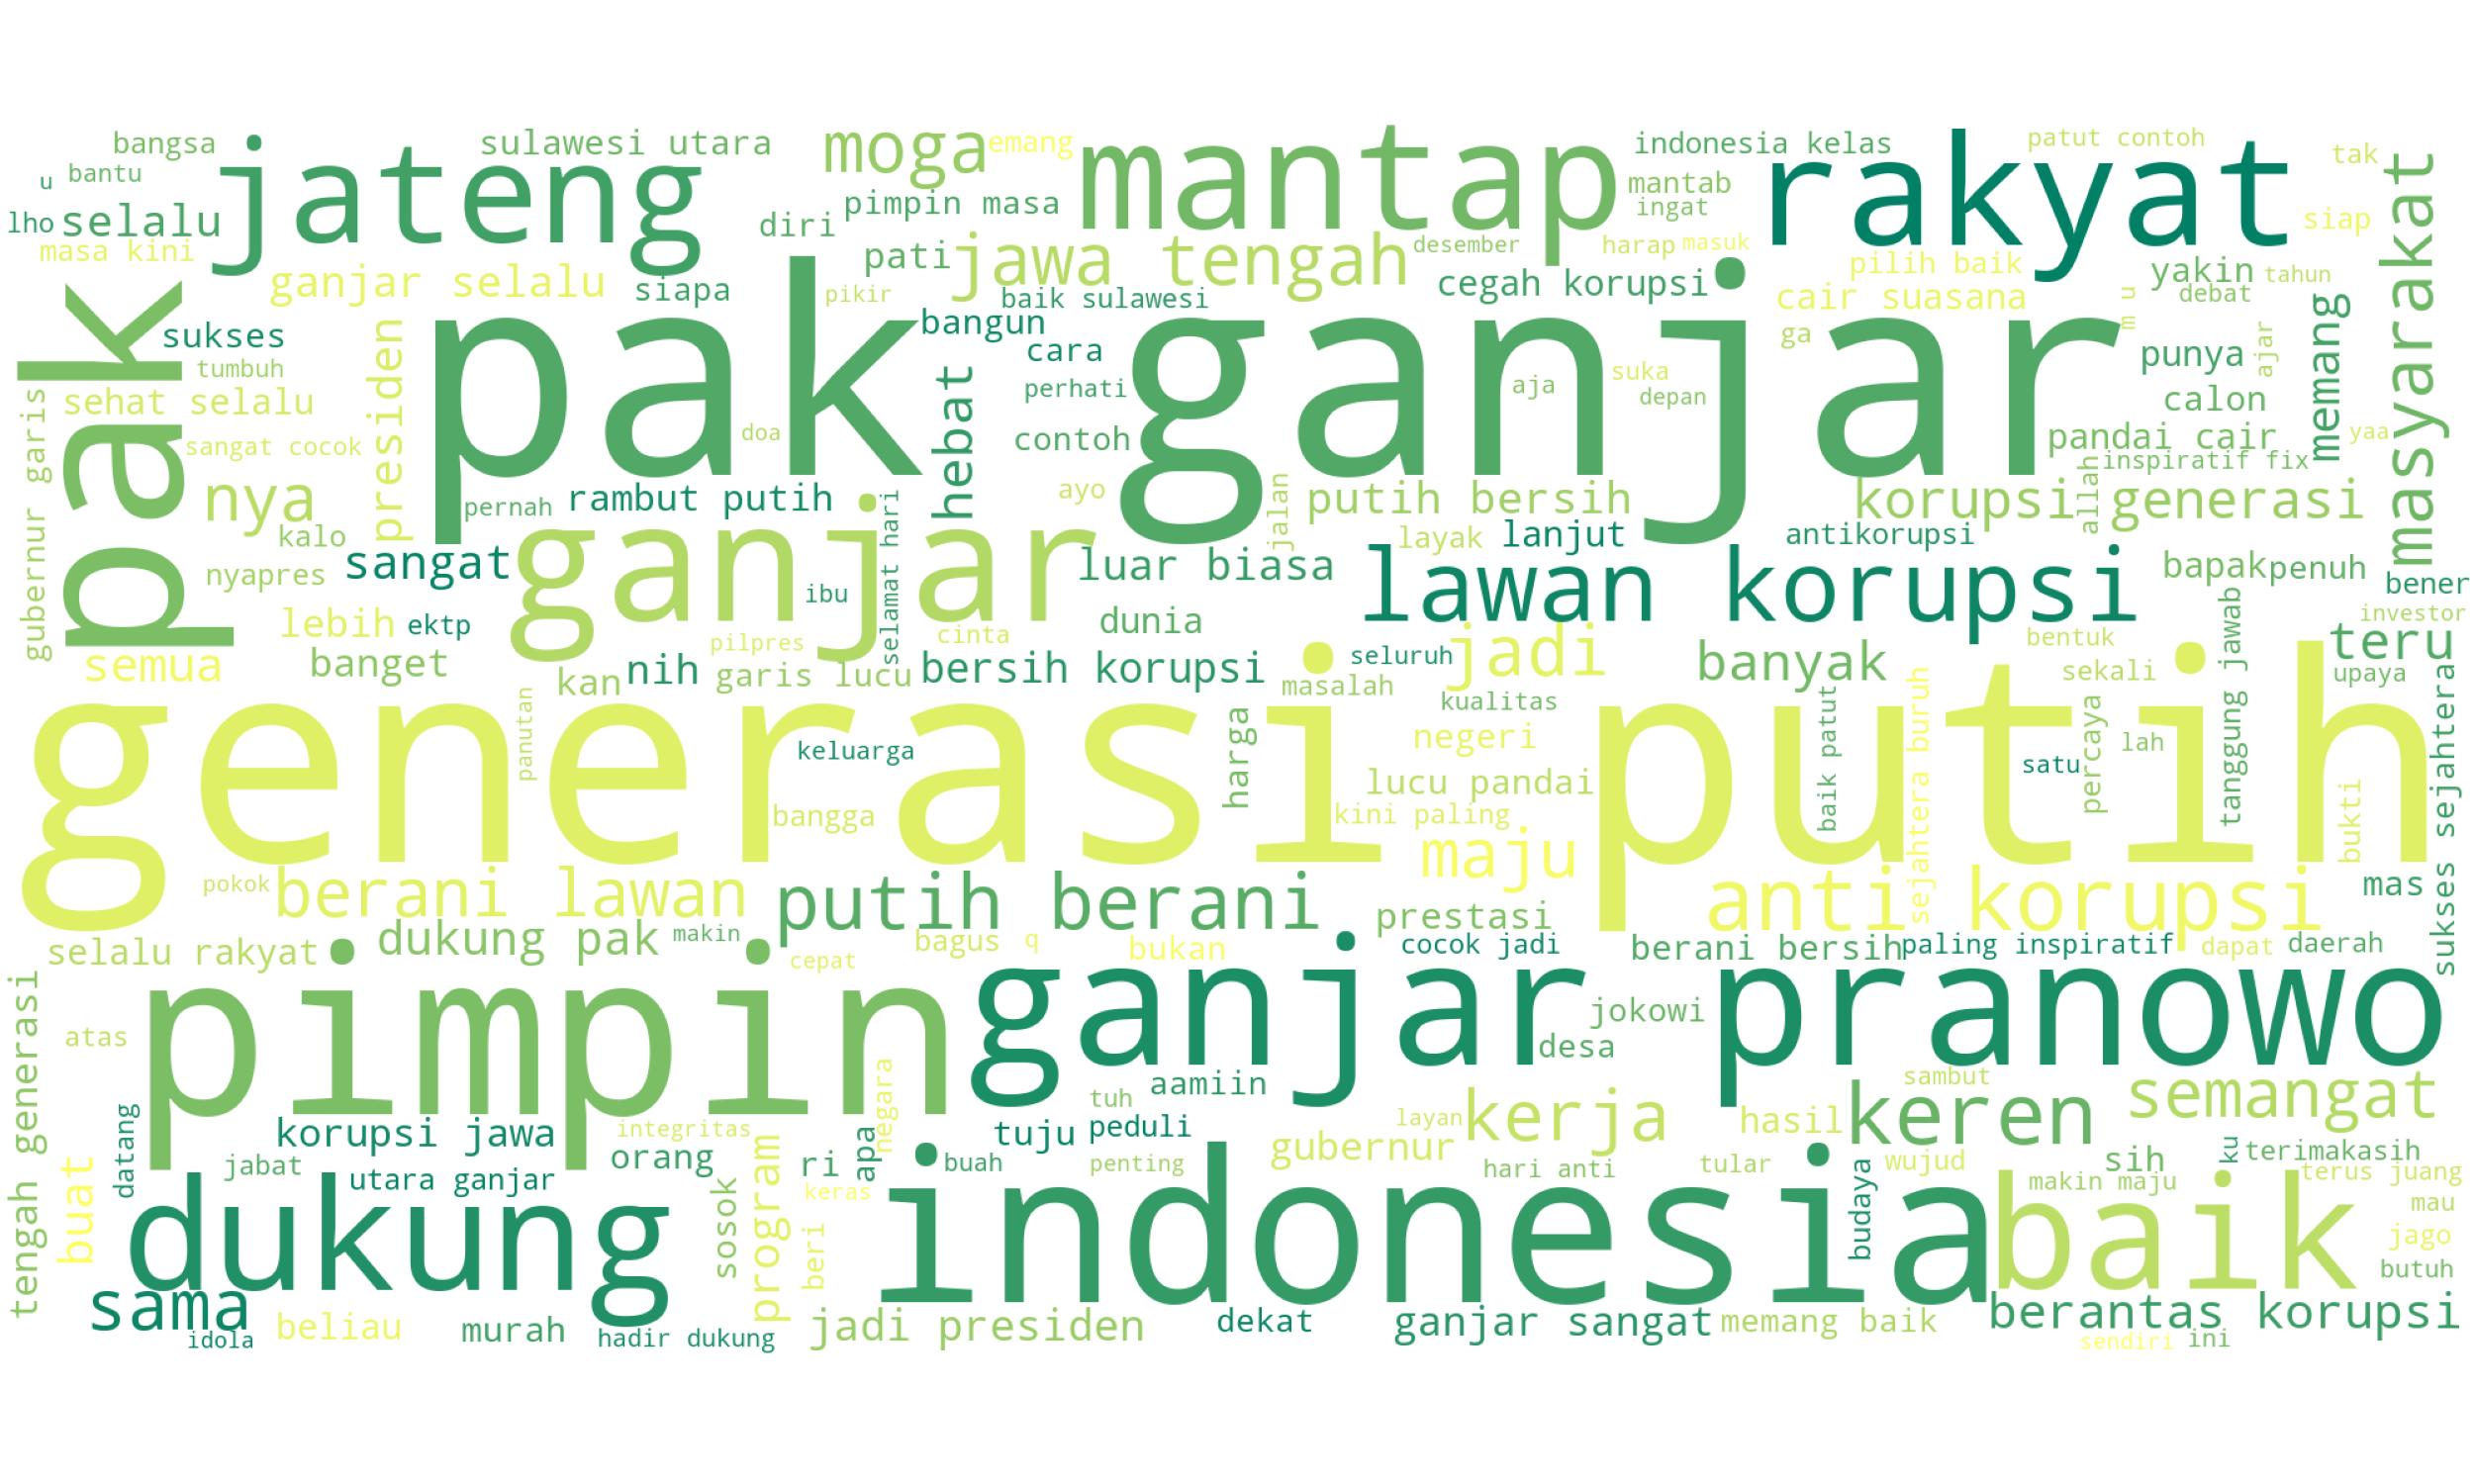 bangsa
sulawesi utara
moga
emang
mantap
indonesia kelas
rakyat
patut contoh
tak
u
bantu
jateng
pimpin masa
mantab
ingat
masyarakat
lho
selalu
diri
siap
masa kini
pati
jawa tengah
desember
harap
masuk
ganjar selalu
siapa
pikir
baik sulawesi
cegah korupsi
pilih baik
yakin
tahun
cair suasana
m u
debat
pak
pak ganjar
sukses
presiden
bangun
cara
ga
punya
ajar
memang
tumbuh
gubernur garis
sehat selalu
hebat
perhati
aja
suka
depan
calon
sangat cocok
doa
contoh
pandai cair
yaa
inspiratif fix
nya
pernah
rambut putih
selamat hari
ayo
jalan
putih bersih
korupsi
allah
generasi
kalo
ganjar
layak
lanjut
antikorupsi
sangat
nyapres
luar biasa
lawan korupsi
bapak
penuh
bener
ibu
lebih
ektp
pilpres
cinta
dunia
bentuk
tanggung jawab
investor
semua
banget
kan
nih
garis lucu
bersih korupsi
seluruh
jadi
banyak
sekali
teru
masalah
kualitas
upaya
generasi putih
panutan
keluarga
harga
negeri
baik patut
sejahtera buruh
satu
percaya
lah
sukses sejahtera
lucu pandai
bangga
kini paling
bukti
maju
pokok
berani lawan
putih berani
prestasi
anti korupsi
mas
selalu rakyat
dukung pak
makin
bagus
q
bukan
cocok jadi
berani bersih
paling inspiratif
dapat
daerah
cepat
tengah generasi
pimpin
ganjar pranowo
atas
jokowi
desa
negara
aamiin
sambut
semangat
datang
tuh
layan
kerja
hasil
keren
korupsi jawa
integritas
program
apa
tuju
peduli
gubernur
jabat
orang
ri
buah
penting
hari anti
tular
budaya
wujud
sih
ku
terimakasih
buat
utara ganjar
keras
makin maju
terus juang
dukung
sosok
beri
indonesia
baik
mau
jago
butuh
sama
idola
beliau
murah
hadir dukung
jadi presiden
dekat
ganjar sangat
memang baik
berantas korupsi
sendiri
ini